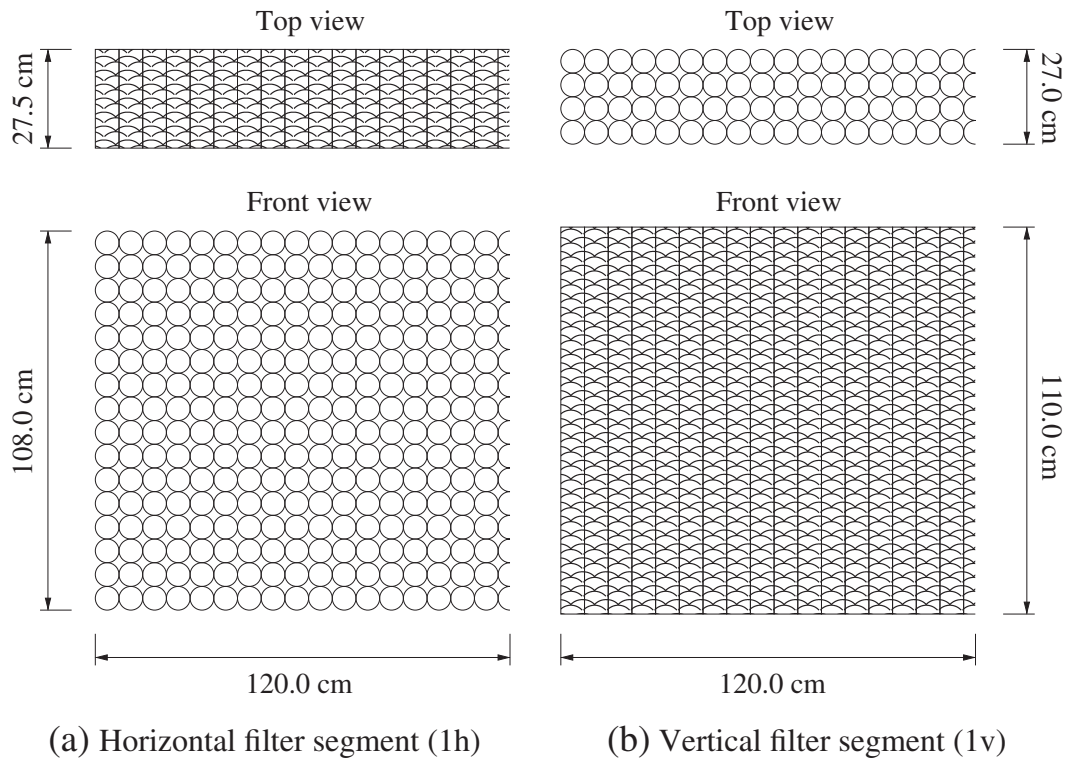 Top view
27.5 cm
Front view
108.0 cm
120.0 cm
(a) Horizontal filter segment (1h)
Top view
27.0 cm
Front view
110.0 cm
120.0 cm
(b) Vertical filter segment (1v)